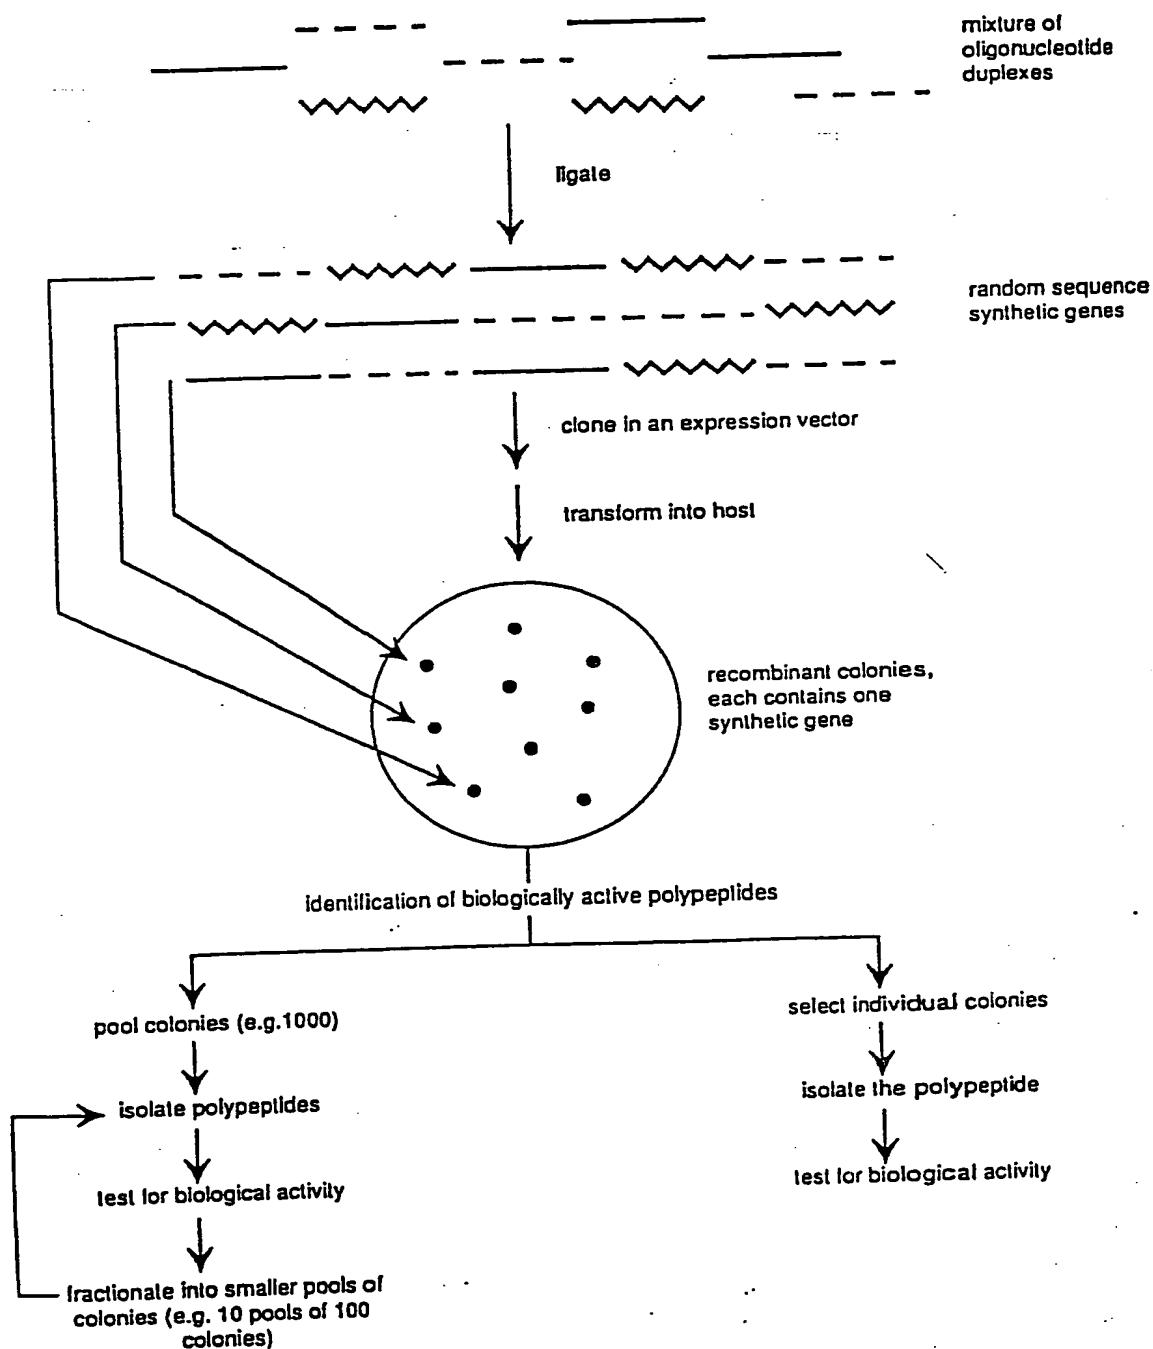 mixture of
oligonucleotide
duplexes
ligate
random sequence
synthetic genes
clone in an expression vector
transform into host
recombinant colonies,
each contains one
synthetic gene
identification of biologically active polypeptides
pool colonies (e.g.1000)
isolate polypeptides
test for biological activity
fractionate into smaller pools of
colonies (e.g. 10 pools of 100
colonies)
select individual colonies
isolate the polypeptide
test for biological activity